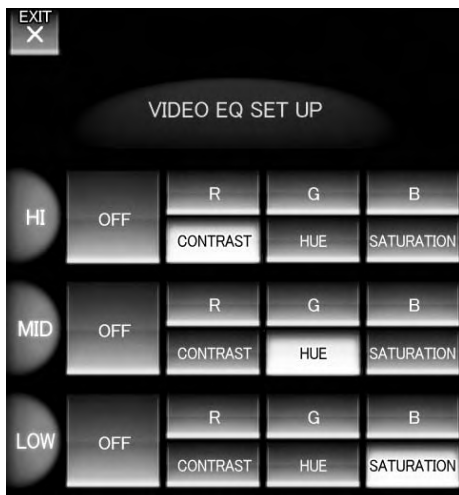 EXIT
×
VIDEO EQ SET UP
HI OFF R G B
CONTRAST HUE SATURATION
MID OFF R G B
CONTRAST HUE SATURATION
LOW OFF R G B
CONTRAST HUE SATURATION